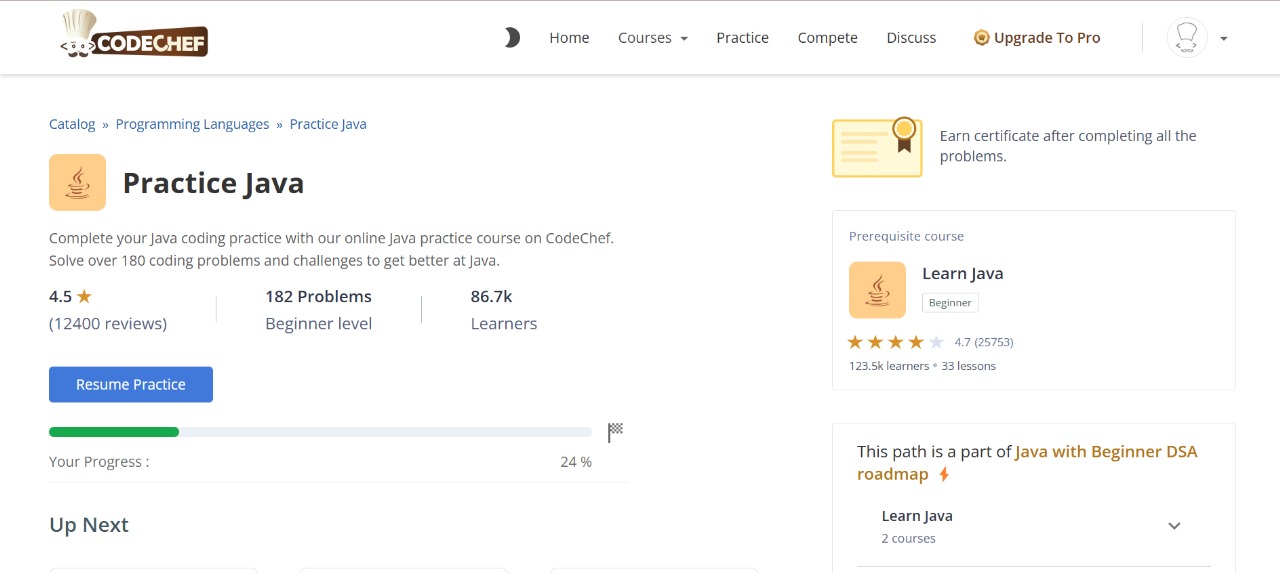 CODECHEF
Home Courses Practice Compete Discuss Upgrade To Pro
Catalog » Programming Languages » Practice Java
Practice Java
Complete your Java coding practice with our online Java practice course on CodeChef.
Solve over 180 coding problems and challenges to get better at Java.
4.5 ★
(12400 reviews)
182 Problems
Beginner level
86.7k
Learners
Resume Practice
Your Progress : 24 %
Up Next
Earn certificate after completing all the
problems.
Prerequisite course
Learn Java
Beginner
4.7 (25753)
123.5k learners • 33 lessons
This path is a part of Java with Beginner DSA
roadmap
Learn Java
2 courses